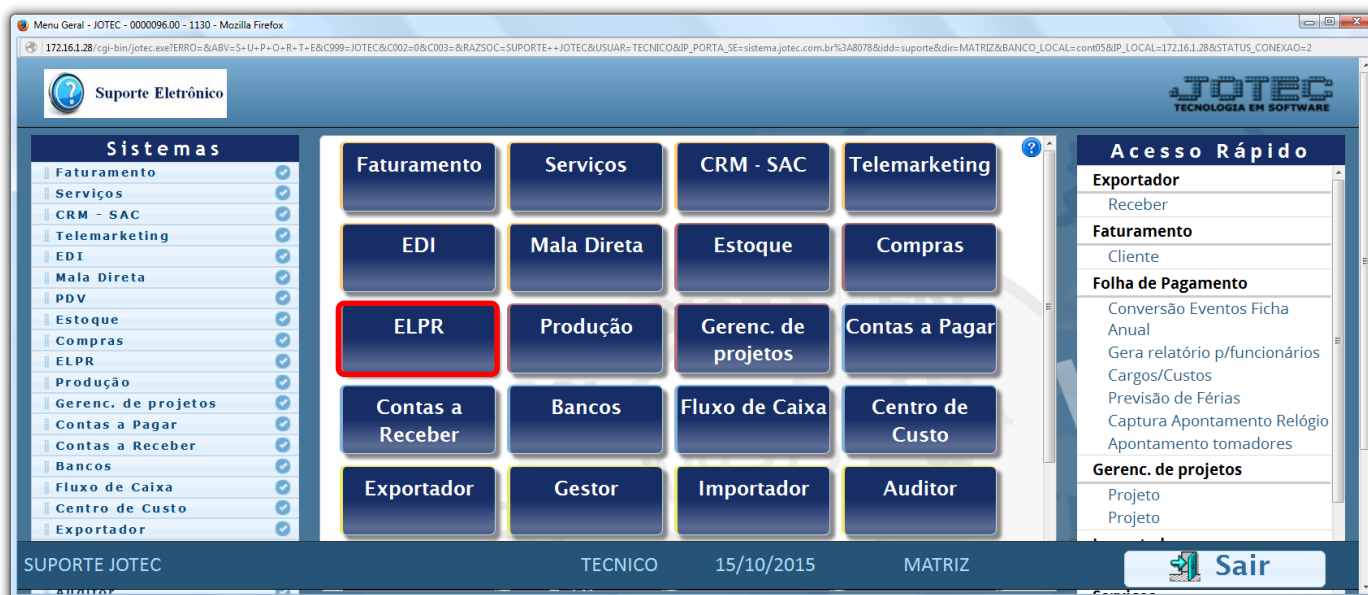 Menu Geral - JOTEC - 0000096.00 - 1130 - Mozilla Firefox
172.16.1.28/cgi-bin/jotec.exe?ERRO=&ABV=S+U+P+O+R+T+E&C999=JOTEC&C002=0&C003=&RAZSOC=SUPORTE++JOTEC&USUAR=TECNICO&IP_PORTA_SE=sistema.jotec.com.br%3A8078&idd=suporte&dir=MATRIZ&BANCO_LOCAL=cont05&IP_LOCAL=172.16.1.28&STATUS_CONEXAO=2
Suporte Eletrônico
JOTEC
TECNOLOGIA EM SOFTWARE
Sistemas
Faturamento
Serviços
CRM - SAC
Telemarketing
EDI
Mala Direta
PDV
Estoque
Compras
ELPR
Produção
Gerenc. de projetos
Contas a Pagar
Contas a Receber
Bancos
Fluxo de Caixa
Centro de Custo
Exportador
Auditor
Faturamento
Serviços
CRM - SAC
Telemarketing
EDI
Mala Direta
Estoque
Compras
ELPR
Produção
Gerenc. de
projetos
Contas a Pagar
Contas a
Receber
Bancos
Fluxo de Caixa
Centro de
Custo
Exportador
Gestor
Importador
Auditor
Acesso Rápido
Exportador
Receber
Faturamento
Cliente
Folha de Pagamento
Conversão Eventos Ficha
Anual
Gera relatório p/funcionários
Cargos/Custos
Previsão de Férias
Captura Apontamento Relógio
Apontamento tomadores
Gerenc. de projetos
Projeto
Projeto
Serviços
SUPORTE JOTEC
TECNICO
15/10/2015
MATRIZ
Sair